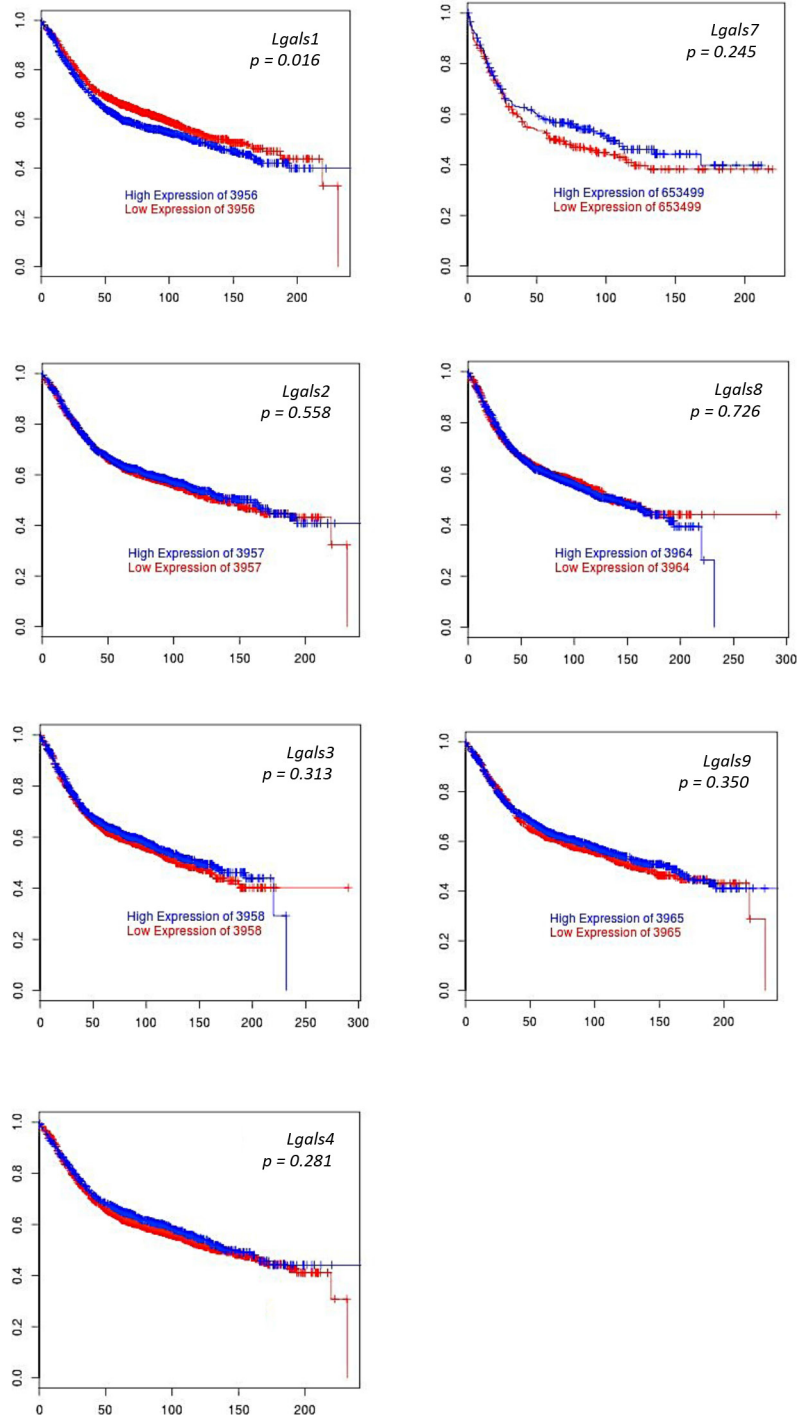 Lgals1
p = 0.016
1.0
0.8
0.6
0.4
0.2
0.0
High Expression of 3956
Low Expression of 3956
0 50 100 150 200
Lgals7
p = 0.245
1.0
0.8
0.6
0.4
0.2
0.0
High Expression of 653499
Low Expression of 653499
0 50 100 150 200
Lgals2
p = 0.558
1.0
0.8
0.6
0.4
0.2
0.0
High Expression of 3957
Low Expression of 3957
0 50 100 150 200
Lgals8
p = 0.726
1.0
0.8
0.6
0.4
0.2
0.0
High Expression of 3964
Low Expression of 3964
0 50 100 150 200 250 300
Lgals3
p = 0.313
1.0
0.8
0.6
0.4
0.2
0.0
High Expression of 3958
Low Expression of 3958
0 50 100 150 200 250 300
Lgals9
p = 0.350
1.0
0.8
0.6
0.4
0.2
0.0
High Expression of 3965
Low Expression of 3965
0 50 100 150 200
Lgals4
p = 0.281
1.0
0.8
0.6
0.4
0.2
0.0
0 50 100 150 200